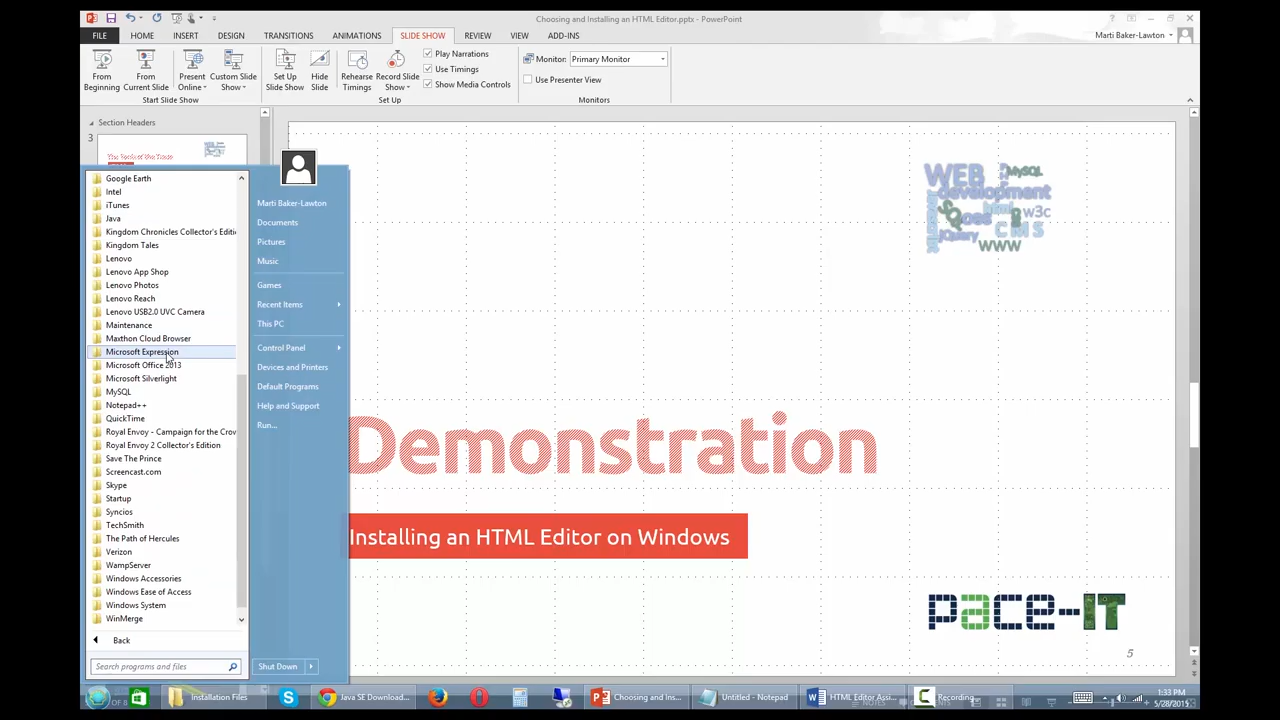 Choosing and Installing an HTML Editor.pptx - PowerPoint
FILE HOME INSERT DESIGN TRANSITIONS ANIMATIONS SLIDE SHOW REVIEW VIEW ADD-INS
Marti Baker-Lawton
From Beginning
From Current Slide
Present Online
Custom Slide Show
Set Up Slide Show
Hide Slide
Rehearse Timings
Record Slide Show
Play Narrations
Use Timings
Show Media Controls
Monitor: Primary Monitor
Use Presenter View
Start Slide Show
Set Up
Monitors
Section Headers
3
Google Earth
Intel
iTunes
Java
Kingdom Chronicles Collector's Editi
Kingdom Tales
Lenovo
Lenovo App Shop
Lenovo Photos
Lenovo Reach
Lenovo USB2.0 UVC Camera
Maintenance
Maxthon Cloud Browser
Microsoft Expression
Microsoft Office 2013
Microsoft Silverlight
MySQL
Notepad++
QuickTime
Royal Envoy - Campaign for the Crow
Royal Envoy 2 Collector's Edition
Save The Prince
Screencast.com
Skype
Startup
Syncios
TechSmith
The Path of Hercules
Verizon
WampServer
Windows Accessories
Windows Ease of Access
Windows System
WinMerge
Back
Search programs and files
Marti Baker-Lawton
Documents
Pictures
Music
Games
Recent Items
This PC
Control Panel
Devices and Printers
Default Programs
Help and Support
Run...
Shut Down
WEB
MySQL
development
html
w3c
jQuery
CMS
WWW
Demonstration
Installing an HTML Editor on Windows
pace-IT
5
Installation Files
Java SE Download...
Choosing and Ins...
Untitled - Notepad
HTML Editor Assi...
Recording...
1:33 PM
5/28/2015